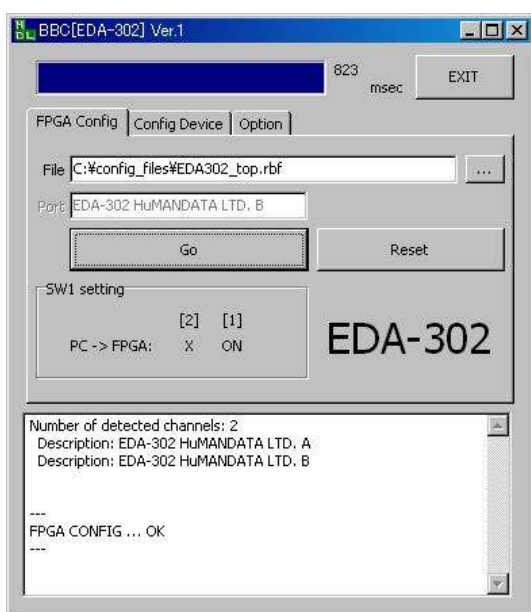 BBC[EDA-302] Ver.1
823 msec
EXIT
FPGA Config Config Device Option
File C:¥config_files¥EDA302_top.rbf ...
Port EDA-302 HuMANDATA LTD. B
Go Reset
SW1 setting
[2] [1]
PC -> FPGA: X ON
EDA-302
Number of detected channels: 2
Description: EDA-302 HuMANDATA LTD. A
Description: EDA-302 HuMANDATA LTD. B
---
FPGA CONFIG ... OK
---